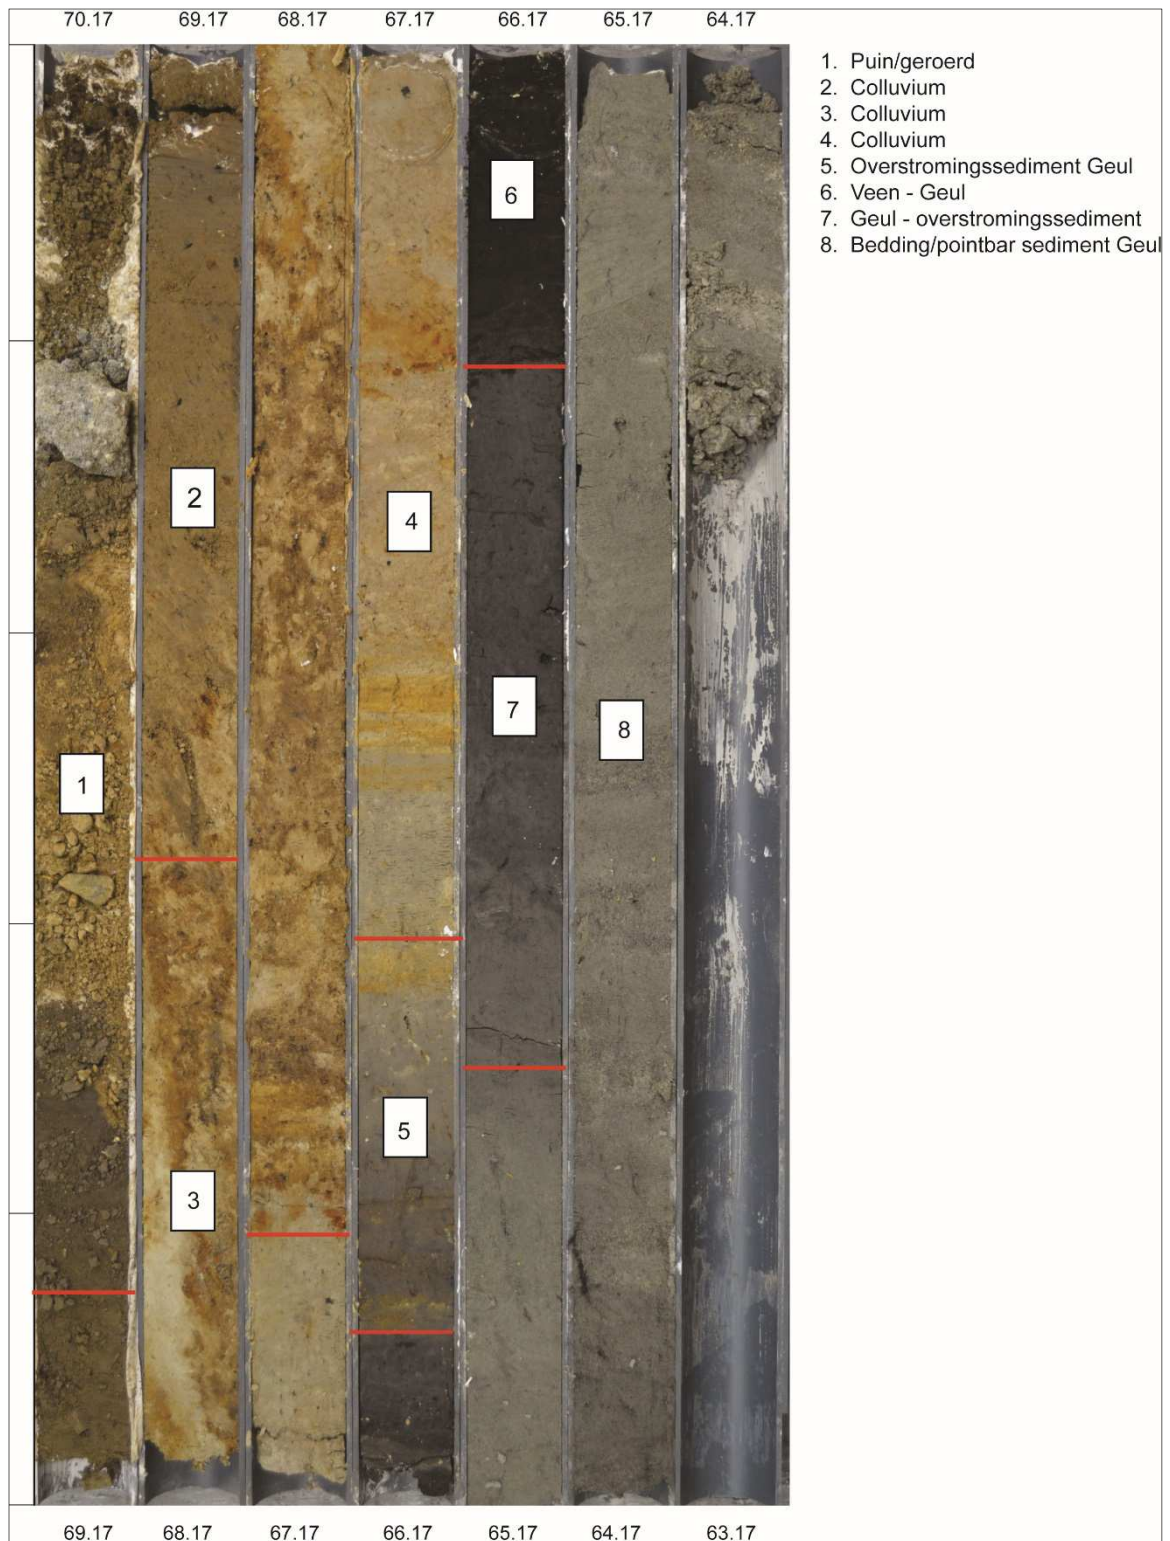 70.17 69.17 68.17 67.17 66.17 65.17 64.17
1. Puin/geroerd
2. Colluvium
3. Colluvium
4. Colluvium
5. Overstromingssediment Geul
6. Veen - Geul
7. Geul - overstromingssediment
8. Bedding/pointbar sediment Geul
6
2
4
7
8
1
5
3
69.17 68.17 67.17 66.17 65.17 64.17 63.17